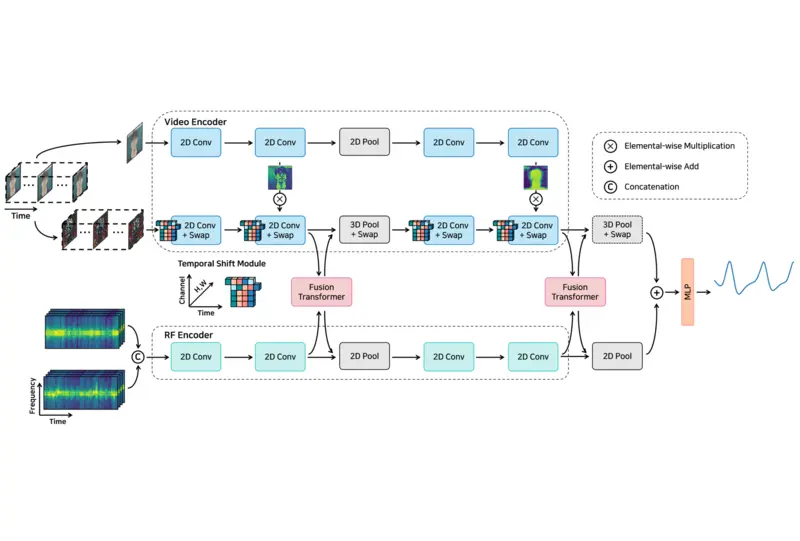 Video Encoder
2D Conv
2D Conv
2D Pool
2D Conv
2D Conv
Elemental-wise Multiplication
Elemental-wise Add
C Concatenation
Time
2D Conv
+ Swap
2D Conv
+ Swap
3D Pool
+ Swap
2D Conv
+ Swap
2D Conv
+ Swap
3D Pool
+ Swap
Temporal Shift Module
Channel
H,W
Time
Fusion
Transformer
Fusion
Transformer
MLP
RF Encoder
C
2D Conv
2D Conv
2D Pool
2D Conv
2D Conv
2D Pool
Frequency
Time